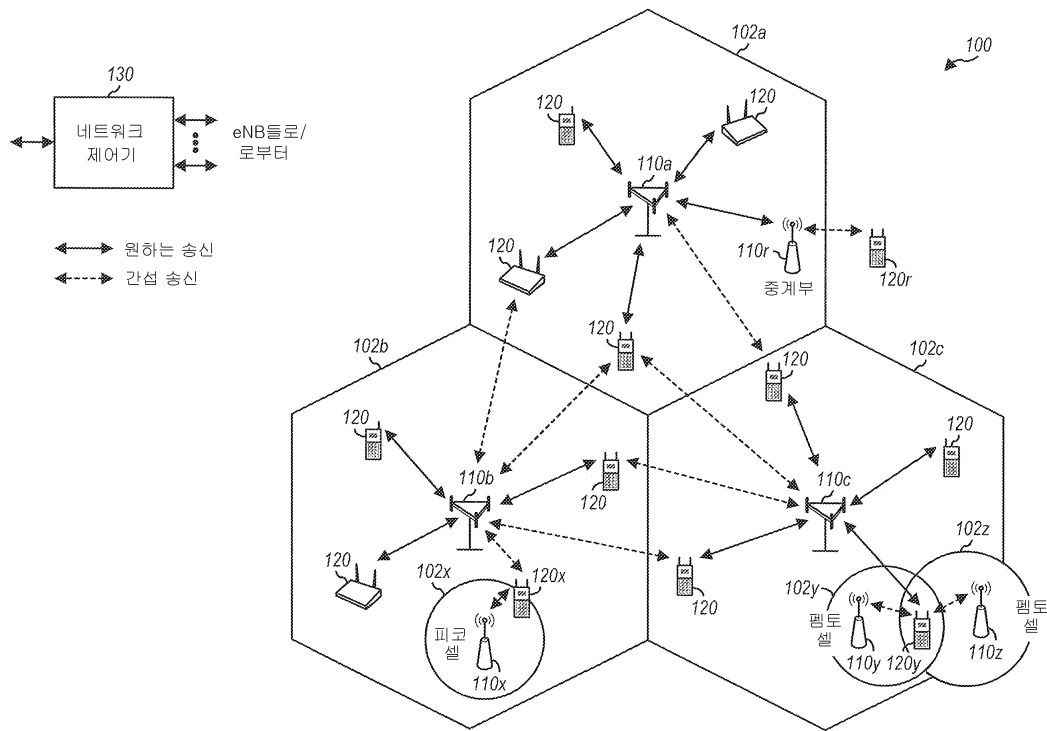 102a
100
130
네트워크
제어기
eNB들로/
로부터
원하는 송신
간섭 송신
120
120
110a
120
110r
중계부
120r
102b
120
120
102c
120
110b
120
120
110c
120
120
102x
120x
피코
셀
110x
120
102y
102z
펨토
셀
110y
120y
110z
펨토
셀